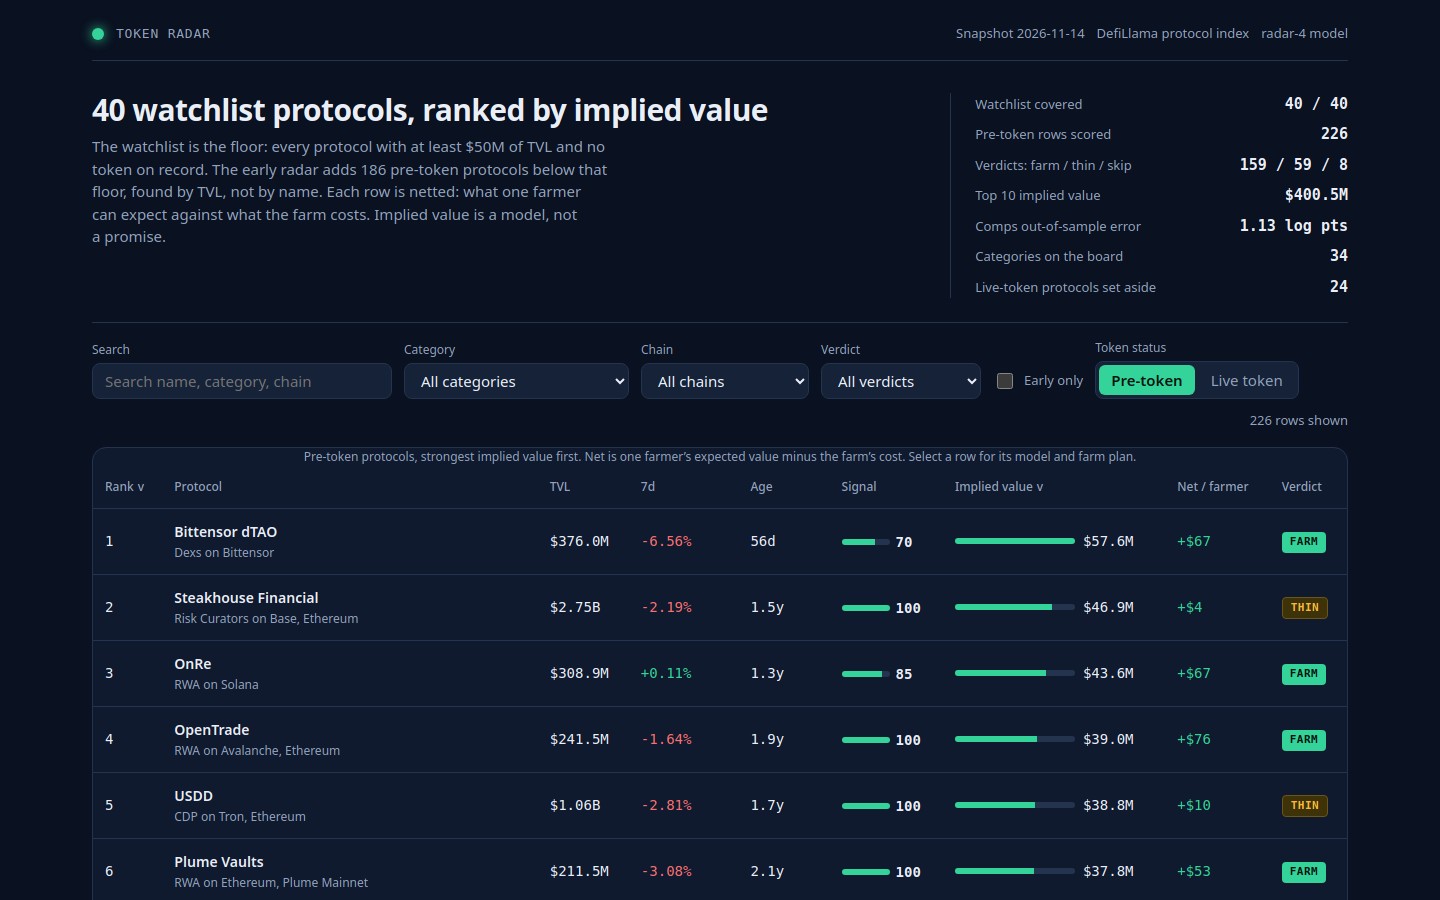 TOKEN RADAR
Snapshot 2026-11-14 DefiLlama protocol index radar-4 model
40 watchlist protocols, ranked by implied value
The watchlist is the floor: every protocol with at least $50M of TVL and no
token on record. The early radar adds 186 pre-token protocols below that
floor, found by TVL, not by name. Each row is netted: what one farmer
can expect against what the farm costs. Implied value is a model, not
a promise.
Watchlist covered 40 / 40
Pre-token rows scored 226
Verdicts: farm / thin / skip 159 / 59 / 8
Top 10 implied value $400.5M
Comps out-of-sample error 1.13 log pts
Categories on the board 34
Live-token protocols set aside 24
Search Category Chain Verdict Token status
Search name, category, chain All categories All chains All verdicts Early only Pre-token Live token
226 rows shown
Pre-token protocols, strongest implied value first. Net is one farmer's expected value minus the farm's cost. Select a row for its model and farm plan.
Rank v Protocol TVL 7d Age Signal Implied value v Net / farmer Verdict
1 Bittensor dTAO $376.0M -6.56% 56d 70 $57.6M +$67 FARM
Dexs on Bittensor
2 Steakhouse Financial $2.75B -2.19% 1.5y 100 $46.9M +$4 THIN
Risk Curators on Base, Ethereum
3 OnRe $308.9M +0.11% 1.3y 85 $43.6M +$67 FARM
RWA on Solana
4 OpenTrade $241.5M -1.64% 1.9y 100 $39.0M +$76 FARM
RWA on Avalanche, Ethereum
5 USDD $1.06B -2.81% 1.7y 100 $38.8M +$10 THIN
CDP on Tron, Ethereum
6 Plume Vaults $211.5M -3.08% 2.1y 100 $37.8M +$53 FARM
RWA on Ethereum, Plume Mainnet